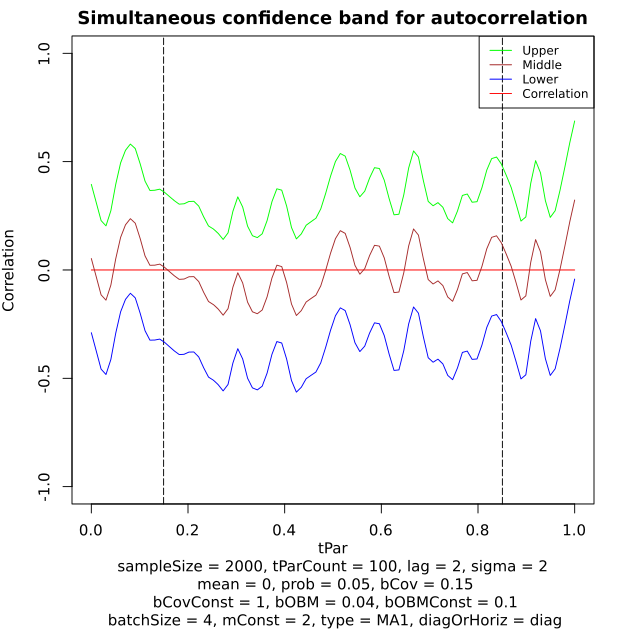 Simultaneous confidence band for autocorrelation
Upper
Middle
Lower
Correlation
1.0
0.5
0.0
-0.5
-1.0
Correlation
0.0 0.2 0.4 0.6 0.8 1.0
tPar
sampleSize = 2000, tParCount = 100, lag = 2, sigma = 2
mean = 0, prob = 0.05, bCov = 0.15
bCovConst = 1, bOBM = 0.04, bOBMConst = 0.1
batchSize = 4, mConst = 2, type = MA1, diagOrHoriz = diag